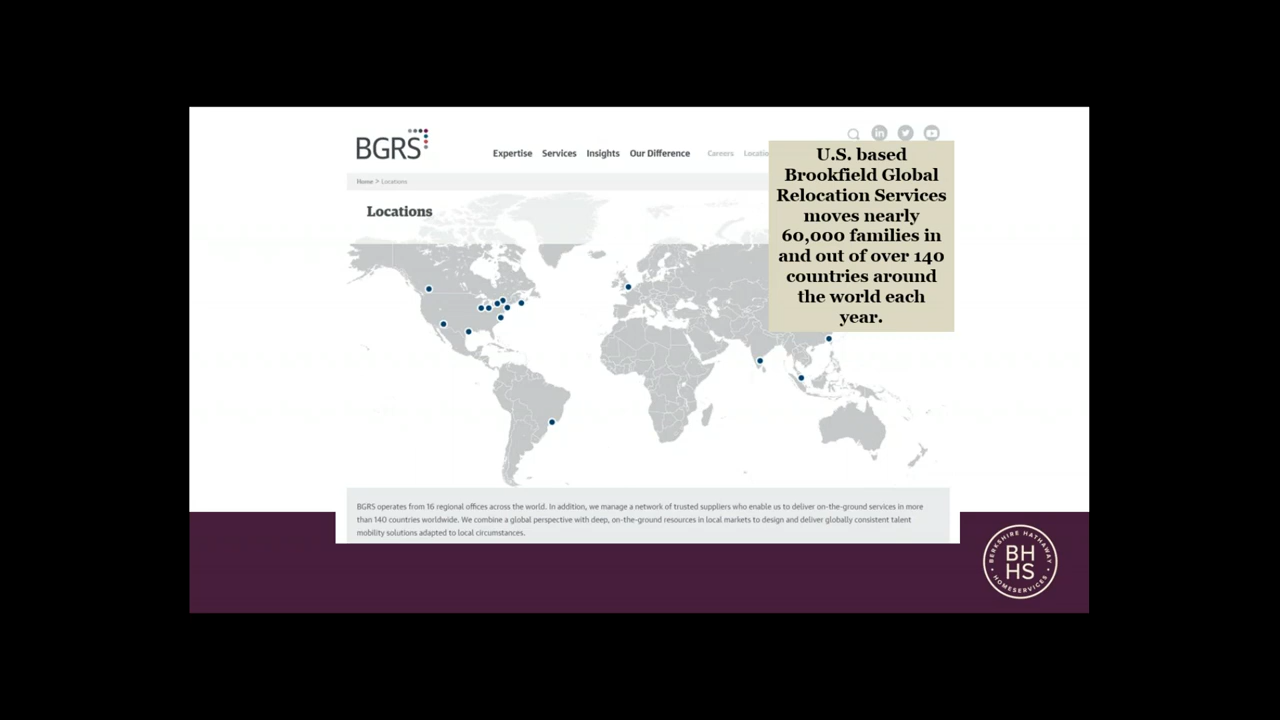 BGRS
Expertise Services Insights Our Difference Careers
Home > Locations
Locations
U.S. based
Brookfield Global
Relocation Services
moves nearly
60,000 families in
and out of over 140
countries around
the world each
year.
BGRS operates from 16 regional offices across the world. In addition, we manage a network of trusted suppliers who enable us to deliver on-the-ground services in more
than 140 countries worldwide. We combine a global perspective with deep, on-the-ground resources in local markets to design and deliver globally consistent talent
mobility solutions adapted to local circumstances.
BERKSHIRE HATHAWAY
BH
HS
HOMESERVICES